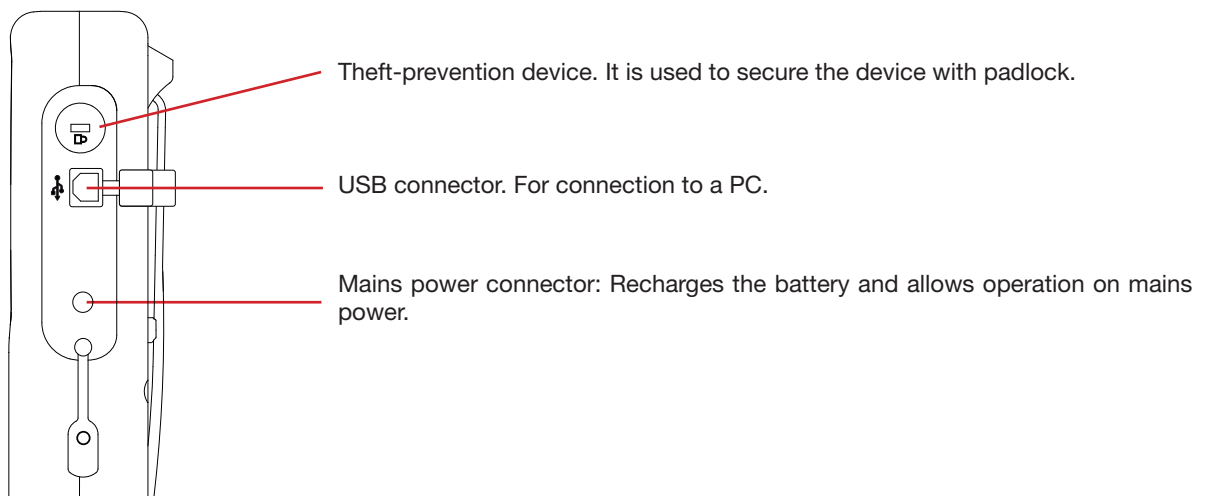 Theft-prevention device. It is used to secure the device with padlock.
USB connector. For connection to a PC.
Mains power connector: Recharges the battery and allows operation on mains
power.